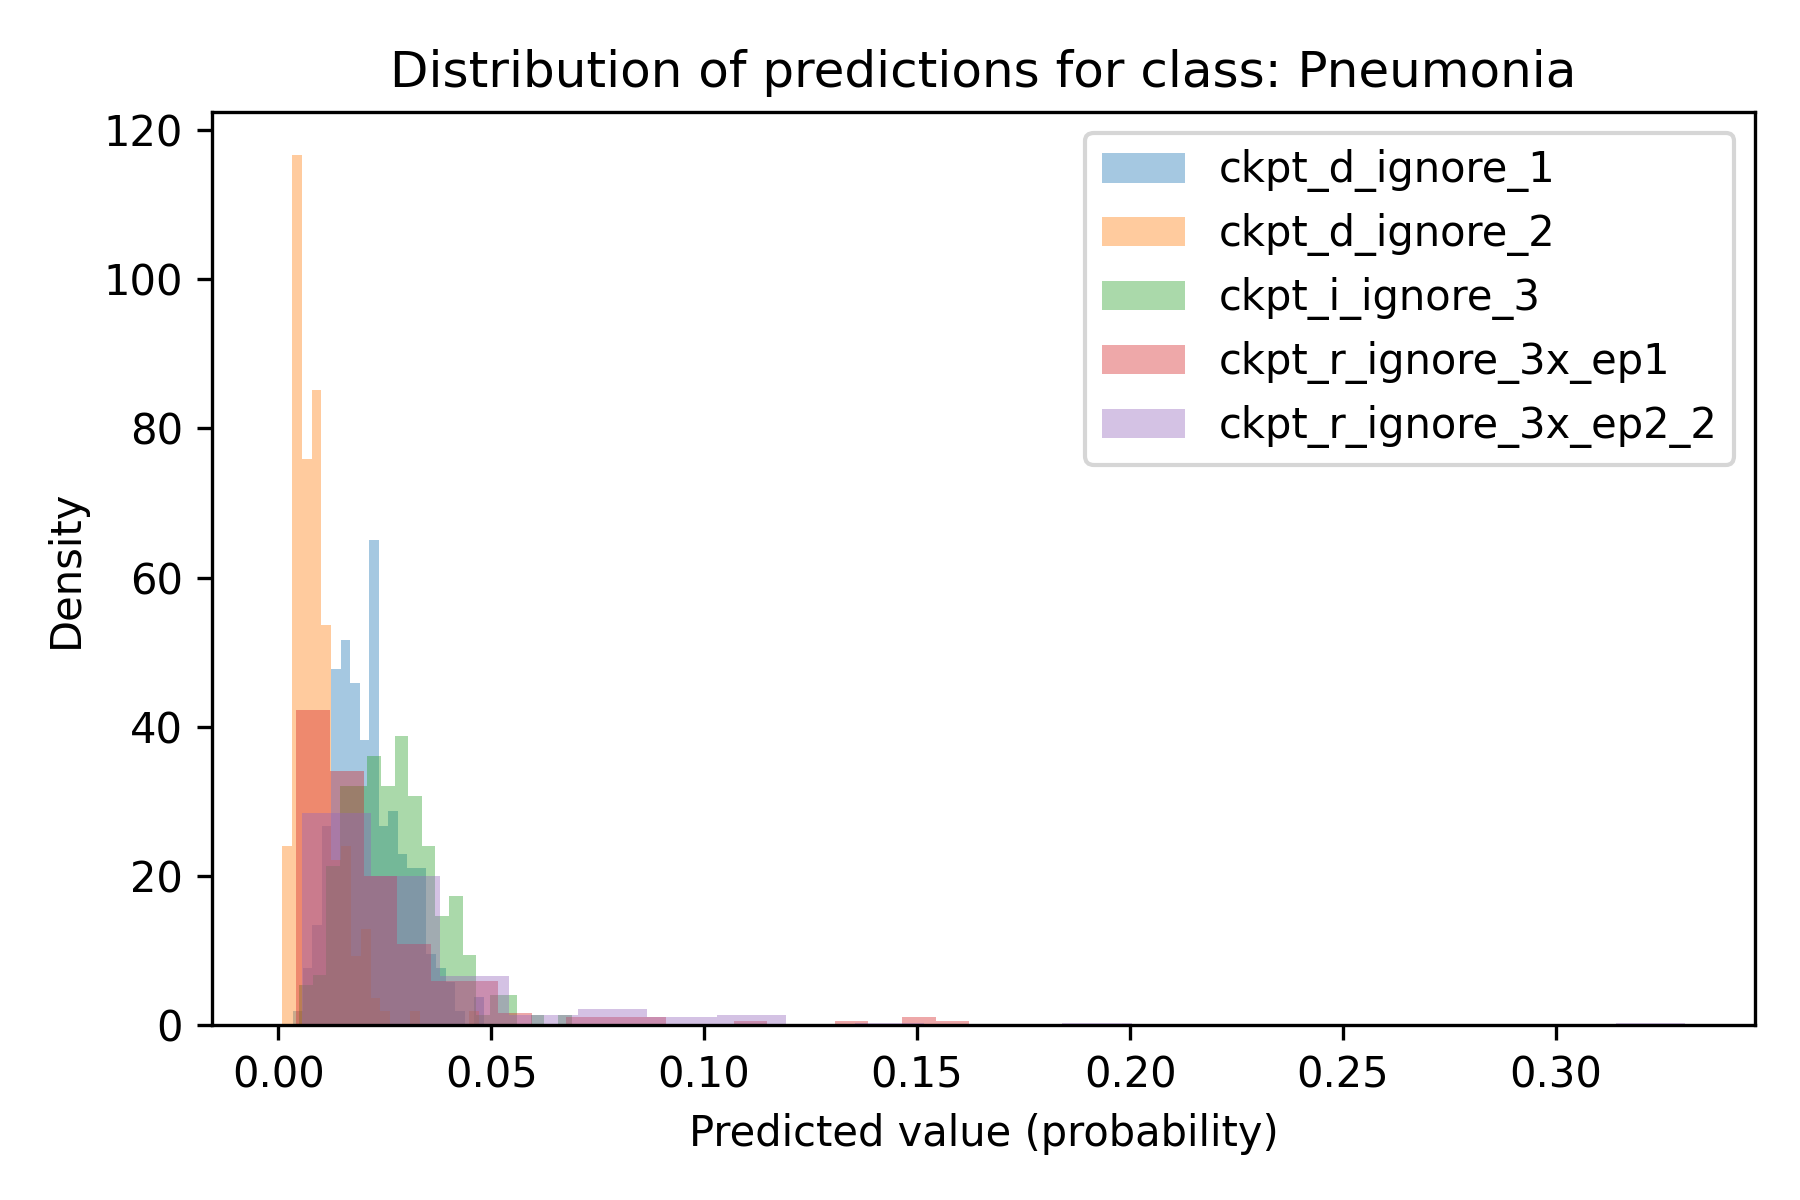 Distribution of predictions for class: Pneumonia
120
100
80
60
40
20
0
Density
ckpt_d_ignore_1
ckpt_d_ignore_2
ckpt_i_ignore_3
ckpt_r_ignore_3x_ep1
ckpt_r_ignore_3x_ep2_2
0.00 0.05 0.10 0.15 0.20 0.25 0.30
Predicted value (probability)